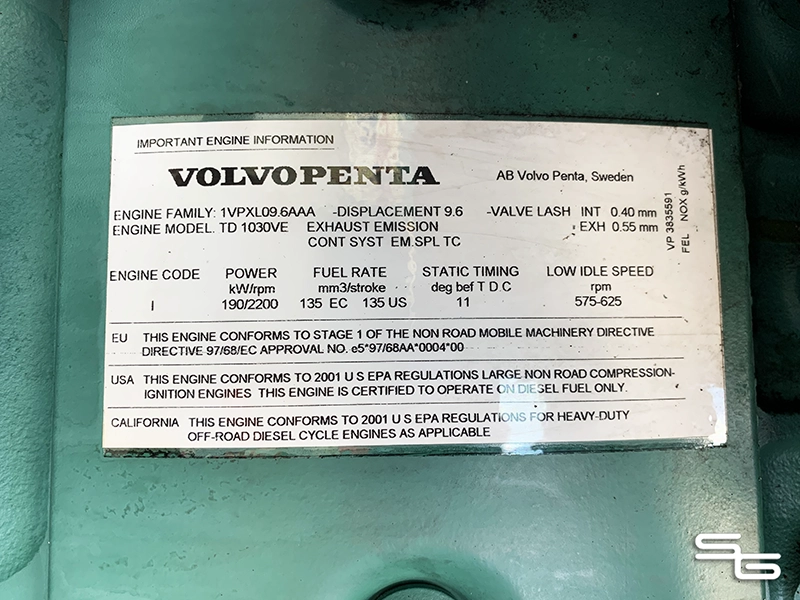 IMPORTANT ENGINE INFORMATION
VOLVO PENTA AB Volvo Penta, Sweden
ENGINE FAMILY: 1VPXL09.6AAA -DISPLACEMENT 9.6 -VALVE LASH INT 0.40 mm
ENGINE MODEL. TD 1030VE EXHAUST EMISSION EXH 0.55 mm
CONT SYST EM.SPL TC
VP 3835591
FEL NOX g/kWh
ENGINE CODE POWER FUEL RATE STATIC TIMING LOW IDLE SPEED
kW/rpm mm3/stroke deg bef T D C rpm
I 190/2200 135 EC 135 US 11 575-625
EU THIS ENGINE CONFORMS TO STAGE 1 OF THE NON ROAD MOBILE MACHINERY DIRECTIVE
DIRECTIVE 97/68/EC APPROVAL NO. e5*97/68AA*0004*00
USA THIS ENGINE CONFORMS TO 2001 U S EPA REGULATIONS LARGE NON ROAD COMPRESSION-
IGNITION ENGINES THIS ENGINE IS CERTIFIED TO OPERATE ON DIESEL FUEL ONLY.
CALIFORNIA THIS ENGINE CONFORMS TO 2001 U S EPA REGULATIONS FOR HEAVY-DUTY
OFF-ROAD DIESEL CYCLE ENGINES AS APPLICABLE
SG